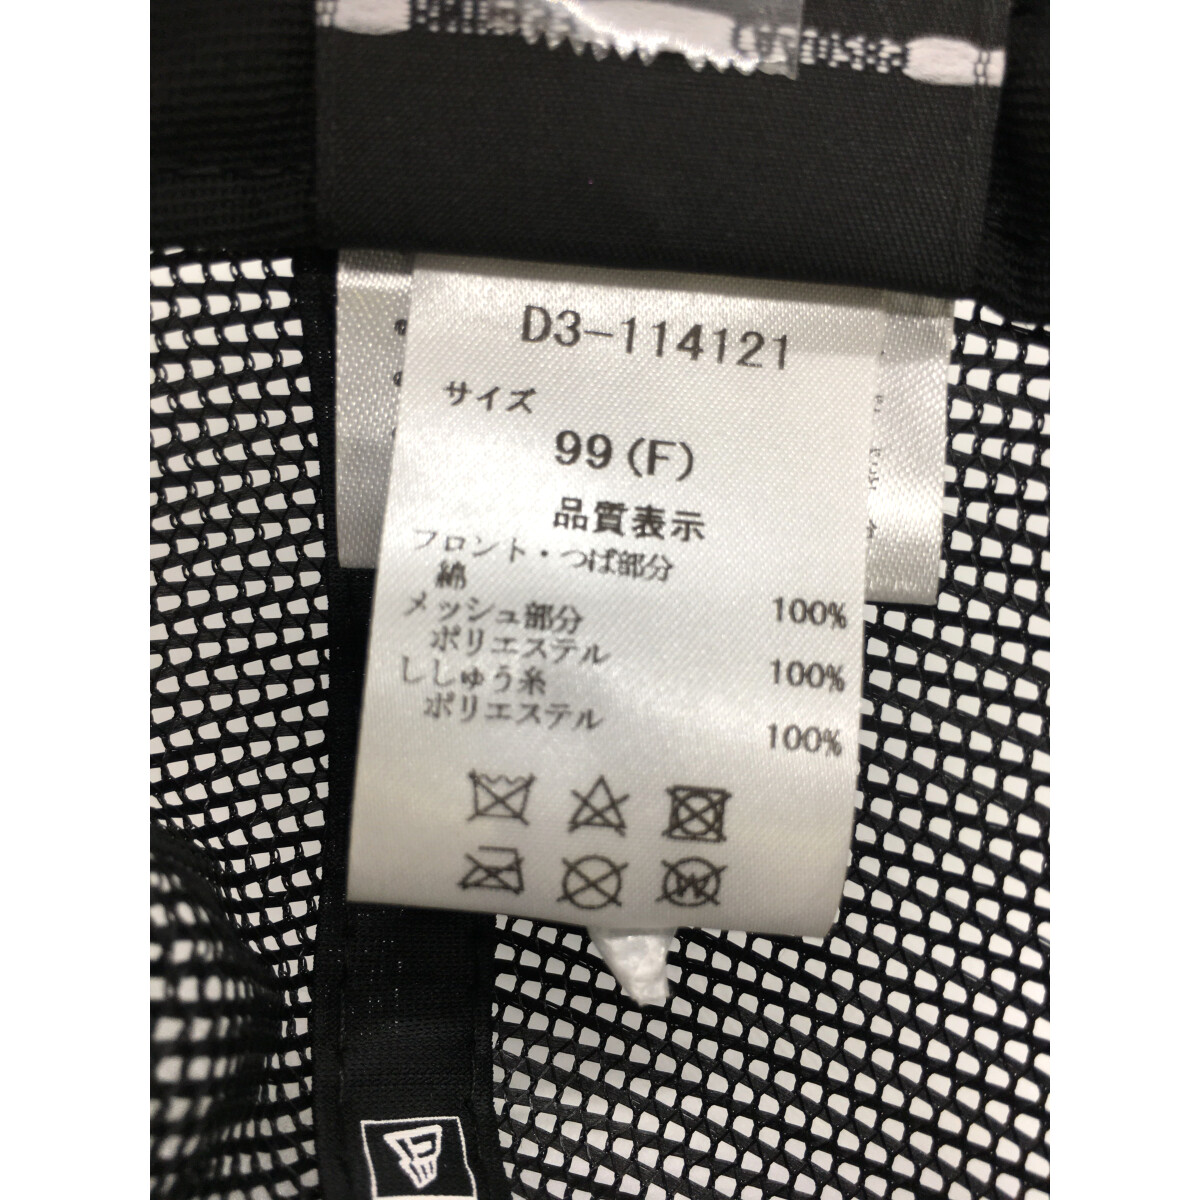 D3-114121
サイズ
99(F)
品質表示
フロント・つば部分
綿 100%
メッシュ部分
ポリエステル 100%
ししゅう糸
ポリエステル 100%